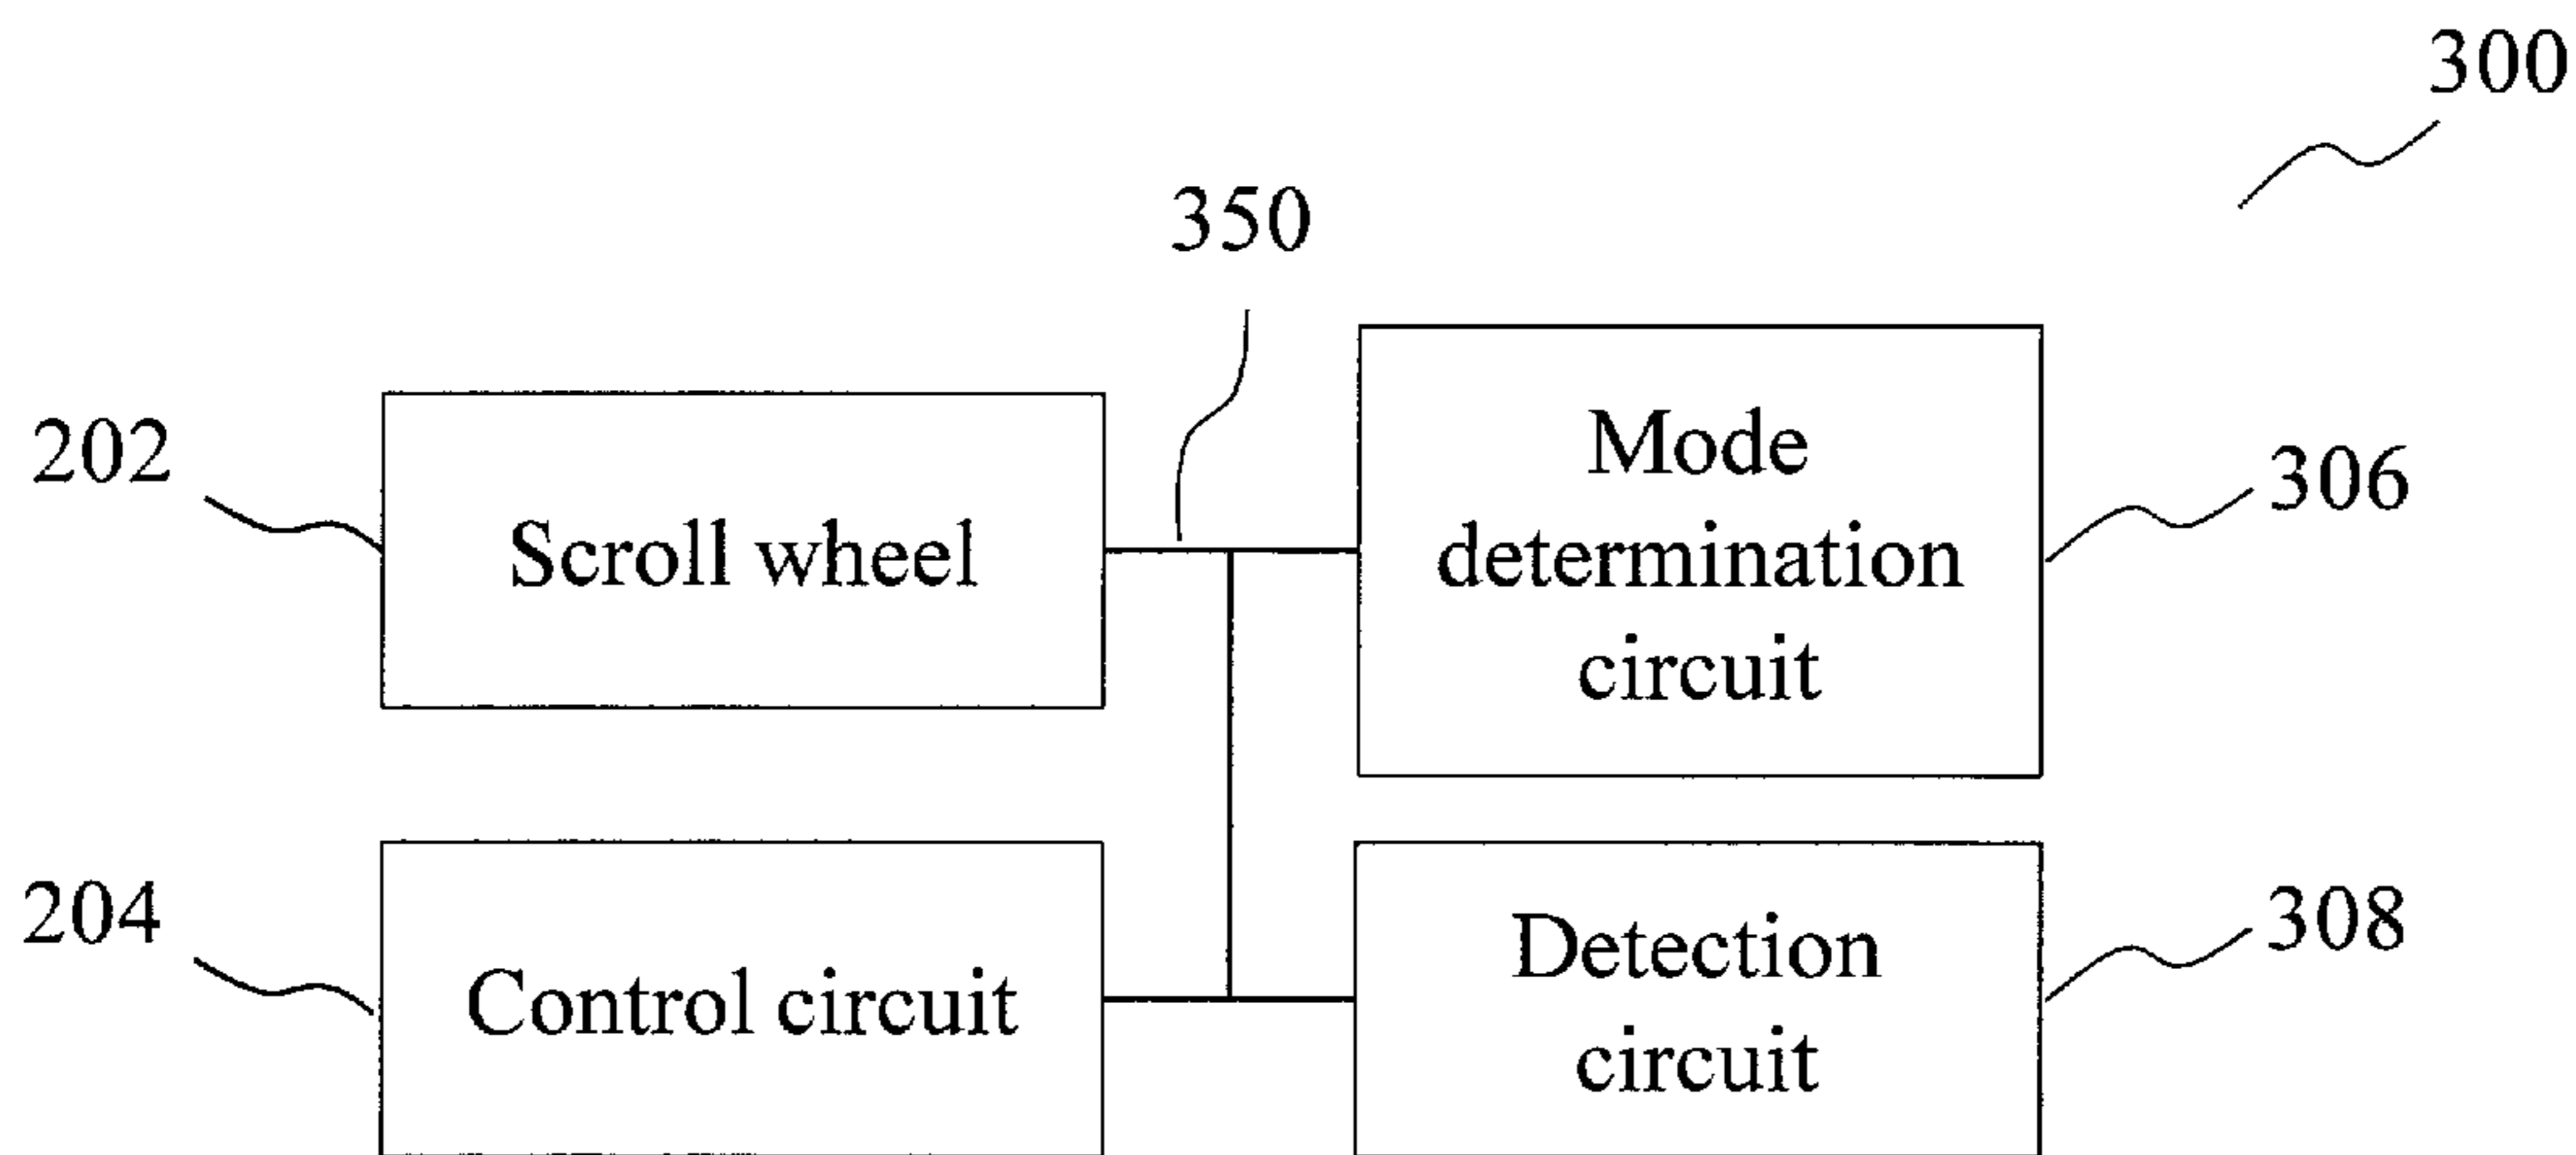 300
350
202
Scroll wheel
Mode
determination
circuit
306
204
Control circuit
Detection
circuit
308